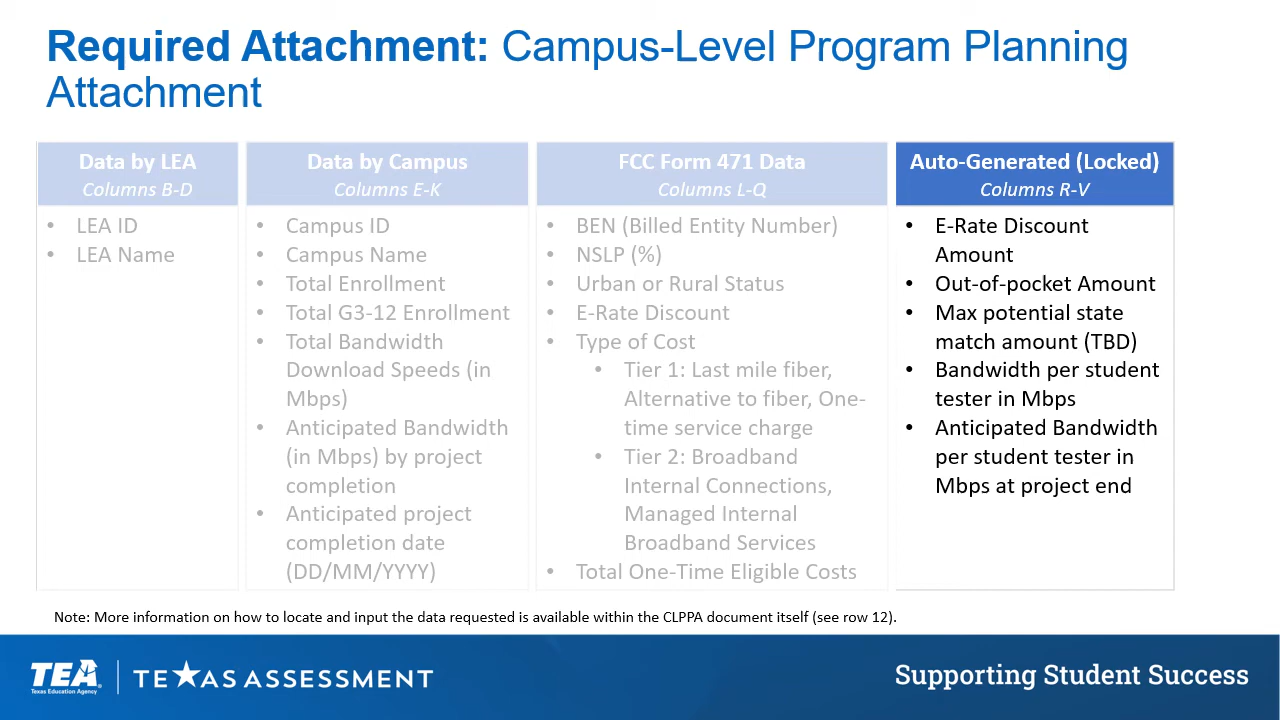 Required Attachment: Campus-Level Program Planning
Attachment
Data by LEA
Columns B-D
• LEA ID
• LEA Name
Data by Campus
Columns E-K
• Campus ID
• Campus Name
• Total Enrollment
• Total G3-12 Enrollment
• Total Bandwidth
Download Speeds (in
Mbps)
• Anticipated Bandwidth
(in Mbps) by project
completion
• Anticipated project
completion date
(DD/MM/YYYY)
FCC Form 471 Data
Columns L-Q
• BEN (Billed Entity Number)
• NSLP (%)
• Urban or Rural Status
• E-Rate Discount
• Type of Cost
• Tier 1: Last mile fiber,
Alternative to fiber, One-
time service charge
• Tier 2: Broadband
Internal Connections,
Managed Internal
Broadband Services
• Total One-Time Eligible Costs
Auto-Generated (Locked)
Columns R-V
• E-Rate Discount
Amount
• Out-of-pocket Amount
• Max potential state
match amount (TBD)
• Bandwidth per student
tester in Mbps
• Anticipated Bandwidth
per student tester in
Mbps at project end
Note: More information on how to locate and input the data requested is available within the CLPPA document itself (see row 12).
TEA
Texas Education Agency
TEXAS ASSESSMENT
Supporting Student Success